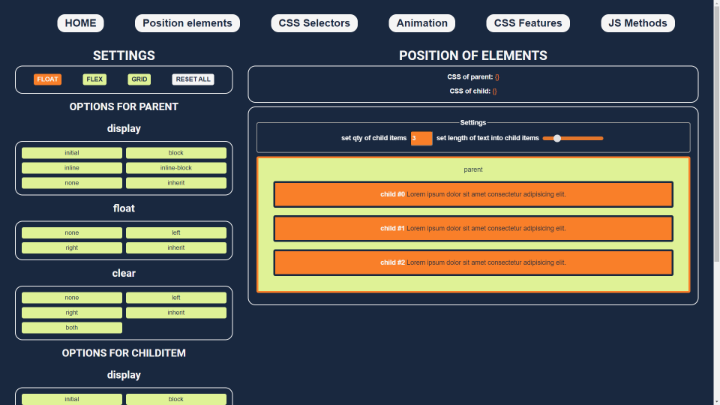 HOME Position elements CSS Selectors Animation CSS Features JS Methods
SETTINGS
FLOAT FLEX GRID RESET ALL
OPTIONS FOR PARENT
display
initial block
inline inline-block
none inherit
float
none left
right inherit
clear
none left
right inherit
both
OPTIONS FOR CHILDITEM
display
initial block
POSITION OF ELEMENTS
CSS of parent: {}
CSS of child: {}
Settings
set qty of child items 3 set length of text into child items
parent
child #0 Lorem ipsum dolor sit amet consectetur adipisicing elit.
child #1 Lorem ipsum dolor sit amet consectetur adipisicing elit.
child #2 Lorem ipsum dolor sit amet consectetur adipisicing elit.